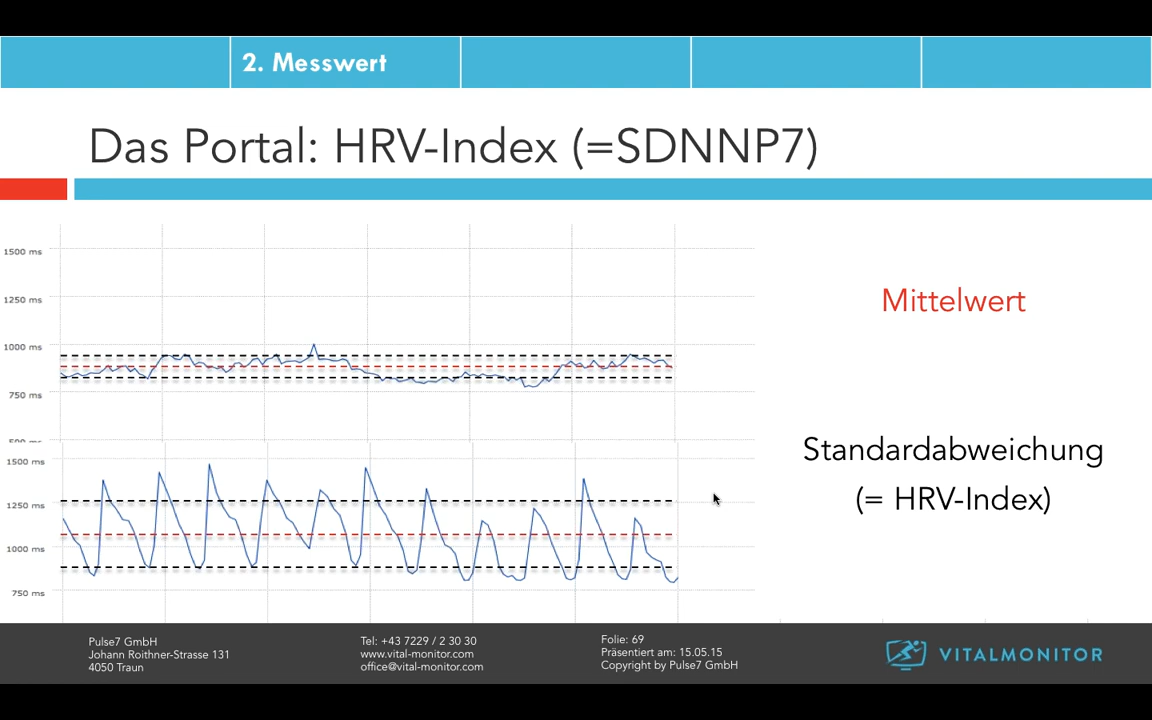 2. Messwert
Das Portal: HRV-Index (=SDNNP7)
1500 ms
1250 ms
1000 ms
750 ms
500 ms
1500 ms
1250 ms
1000 ms
750 ms
Mittelwert
Standardabweichung
(= HRV-Index)
Pulse7 GmbH
Johann Roithner-Strasse 131
4050 Traun
Tel: +43 7229 / 2 30 30
www.vital-monitor.com
office@vital-monitor.com
Folie: 69
Präsentiert am: 15.05.15
Copyright by Pulse7 GmbH
VITALMONITOR